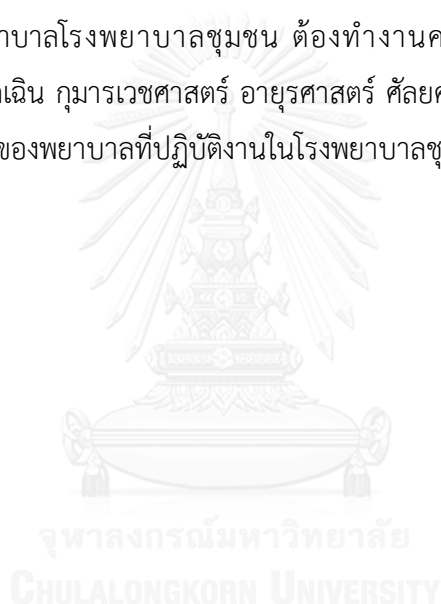 าบาลโรงพยาบาลชุมชน ต้องทำงานค
เฉิน กุมารเวชศาสตร์ อายุรศาสตร์ ศัลย
ของพยาบาลที่ปฏิบัติงานในโรงพยาบาลชุ
จุฬาลงกรณ์มหาวิทยาลัย
CHULALONGKORN UNIVERSITY